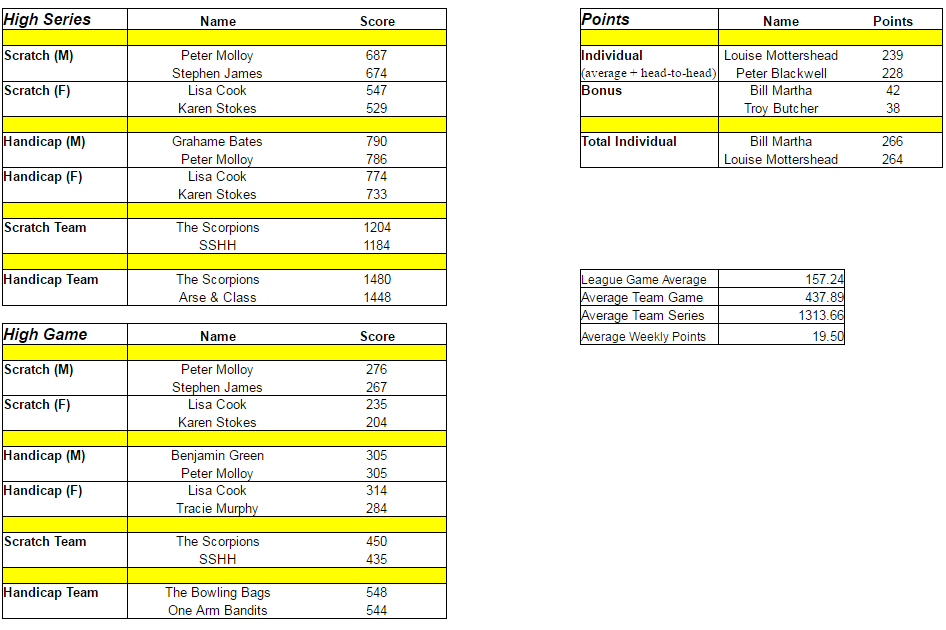 High Series Name Score
Scratch (M) Peter Molloy 687
Stephen James 674
Scratch (F) Lisa Cook 547
Karen Stokes 529
Handicap (M) Grahame Bates 790
Peter Molloy 786
Handicap (F) Lisa Cook 774
Karen Stokes 733
Scratch Team The Scorpions 1204
SSHH 1184
Handicap Team The Scorpions 1480
Arse & Class 1448
High Game Name Score
Scratch (M) Peter Molloy 276
Stephen James 267
Scratch (F) Lisa Cook 235
Karen Stokes 204
Handicap (M) Benjamin Green 305
Peter Molloy 305
Handicap (F) Lisa Cook 314
Tracie Murphy 284
Scratch Team The Scorpions 450
SSHH 435
Handicap Team The Bowling Bags 548
One Arm Bandits 544
Points Name Points
Individual Louise Mottershead 239
(average + head-to-head) Peter Blackwell 228
Bonus Bill Martha 42
Troy Butcher 38
Total Individual Bill Martha 266
Louise Mottershead 264
League Game Average 157.24
Average Team Game 437.89
Average Team Series 1313.66
Average Weekly Points 19.50